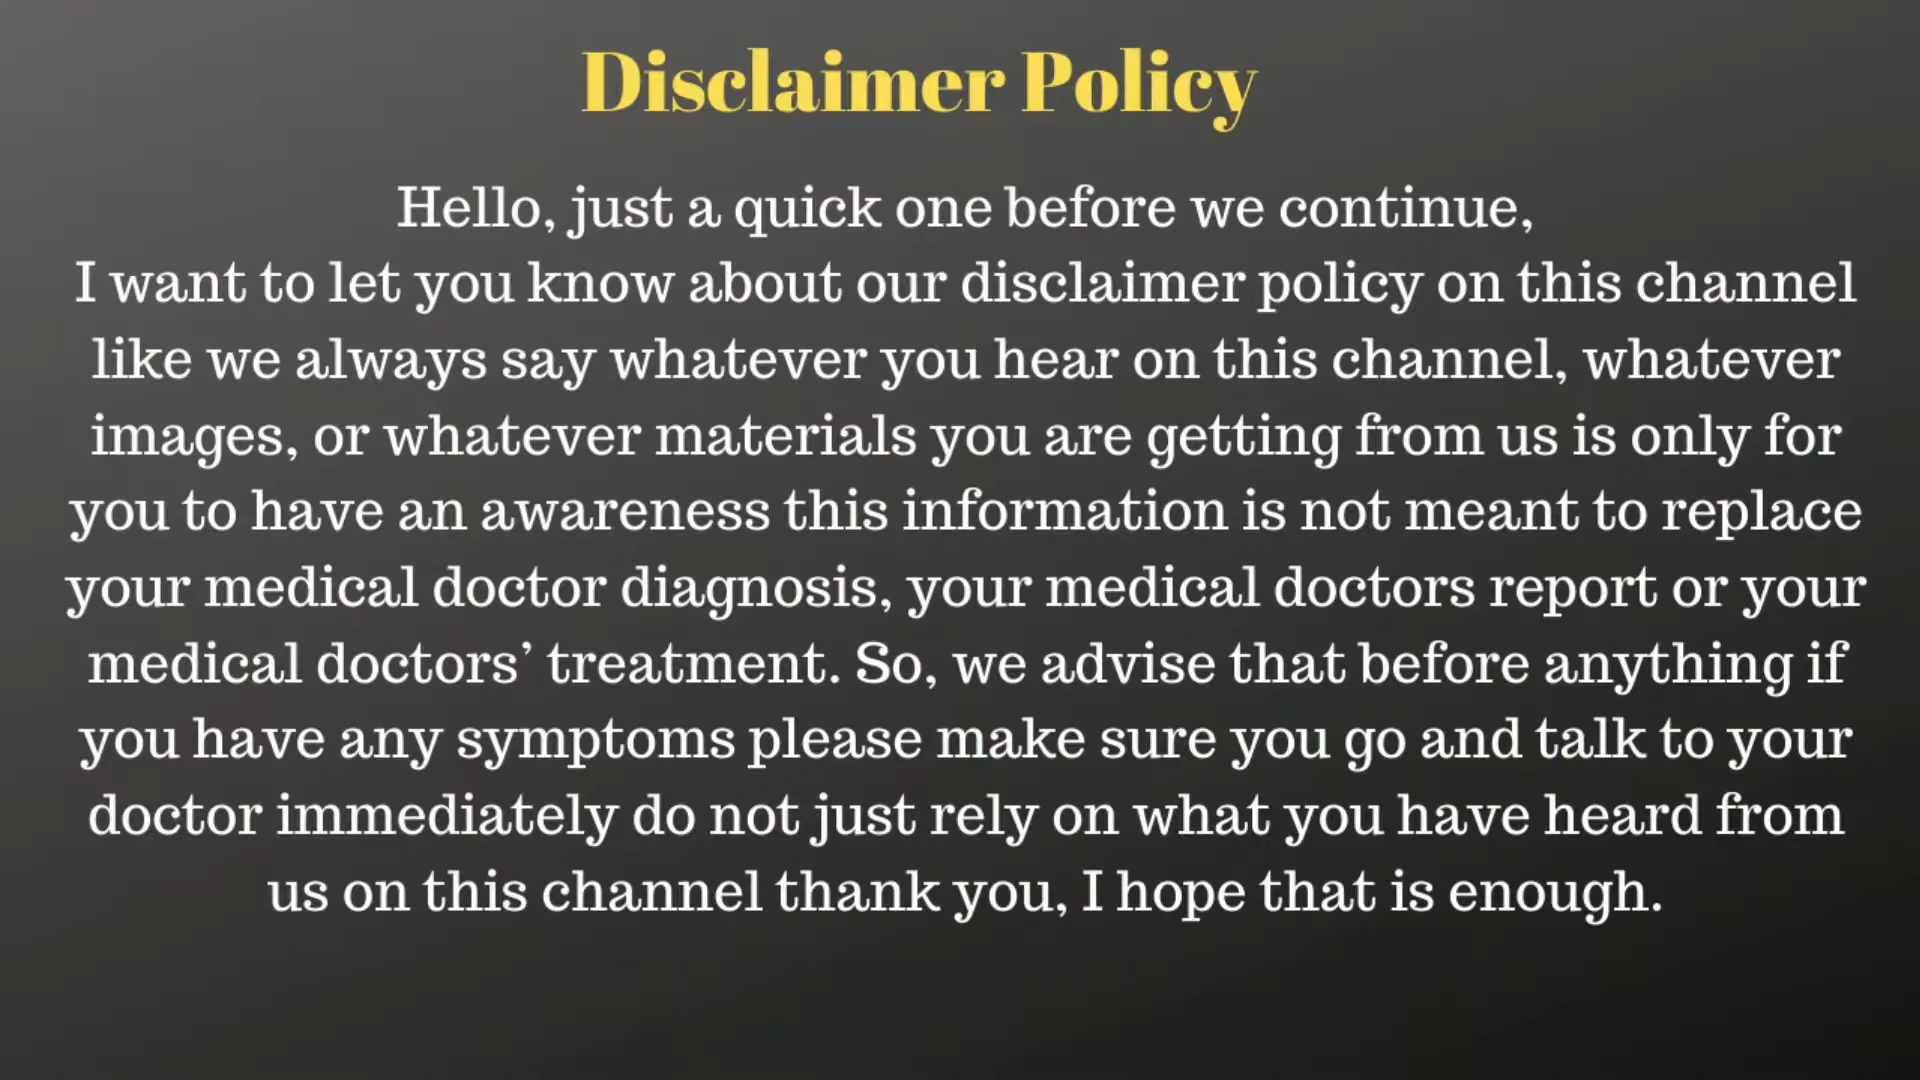 Disclaimer Policy
Hello, just a quick one before we continue,
I want to let you know about our disclaimer policy on this channel
like we always say whatever you hear on this channel, whatever
images, or whatever materials you are getting from us is only for
you to have an awareness this information is not meant to replace
your medical doctor diagnosis, your medical doctors report or your
medical doctors’ treatment. So, we advise that before anything if
you have any symptoms please make sure you go and talk to your
doctor immediately do not just rely on what you have heard from
us on this channel thank you, I hope that is enough.